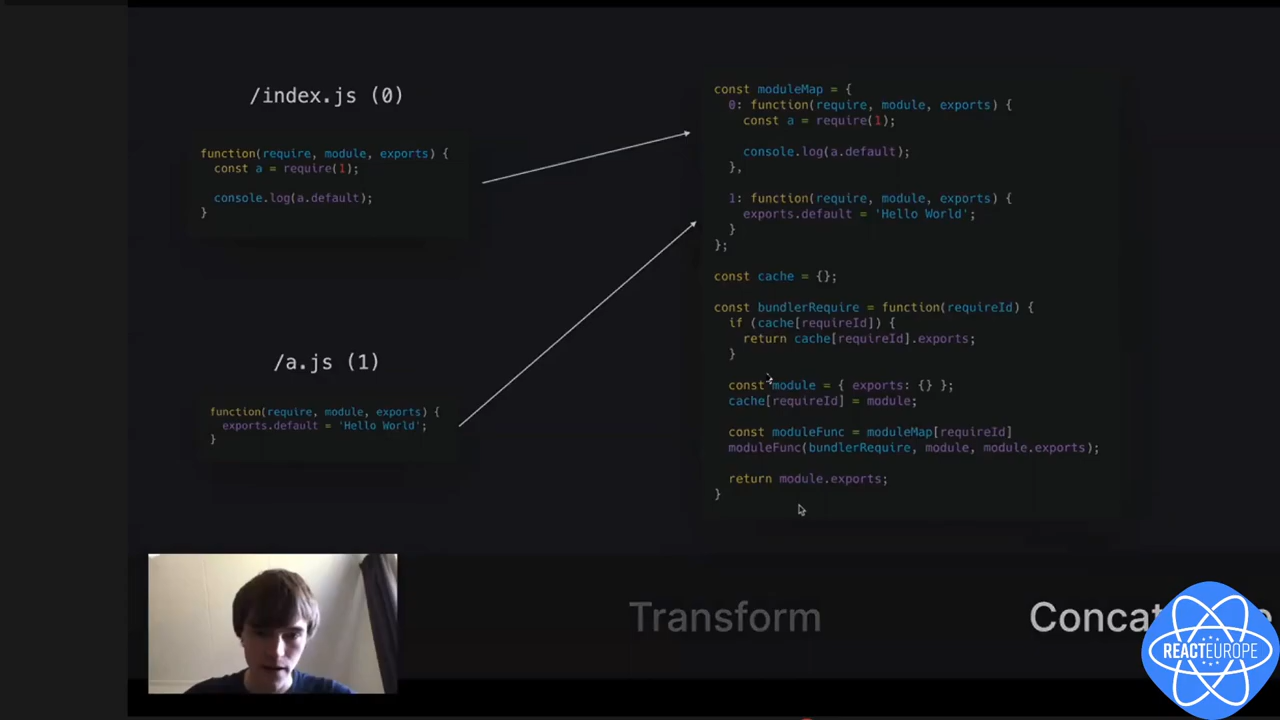 /index.js (0)
function(require, module, exports) {
const a = require(1);
console.log(a.default);
}
/a.js (1)
function(require, module, exports) {
exports.default = 'Hello World';
}
const moduleMap = {
0: function(require, module, exports) {
const a = require(1);
console.log(a.default);
},
1: function(require, module, exports) {
exports.default = 'Hello World';
}
};
const cache = {};
const bundlerRequire = function(requireId) {
if (cache[requireId]) {
return cache[requireId].exports;
}
const module = { exports: {} };
cache[requireId] = module;
const moduleFunc = moduleMap[requireId]
moduleFunc(bundlerRequire, module, module.exports);
return module.exports;
}
Transform
REACTEUROPE